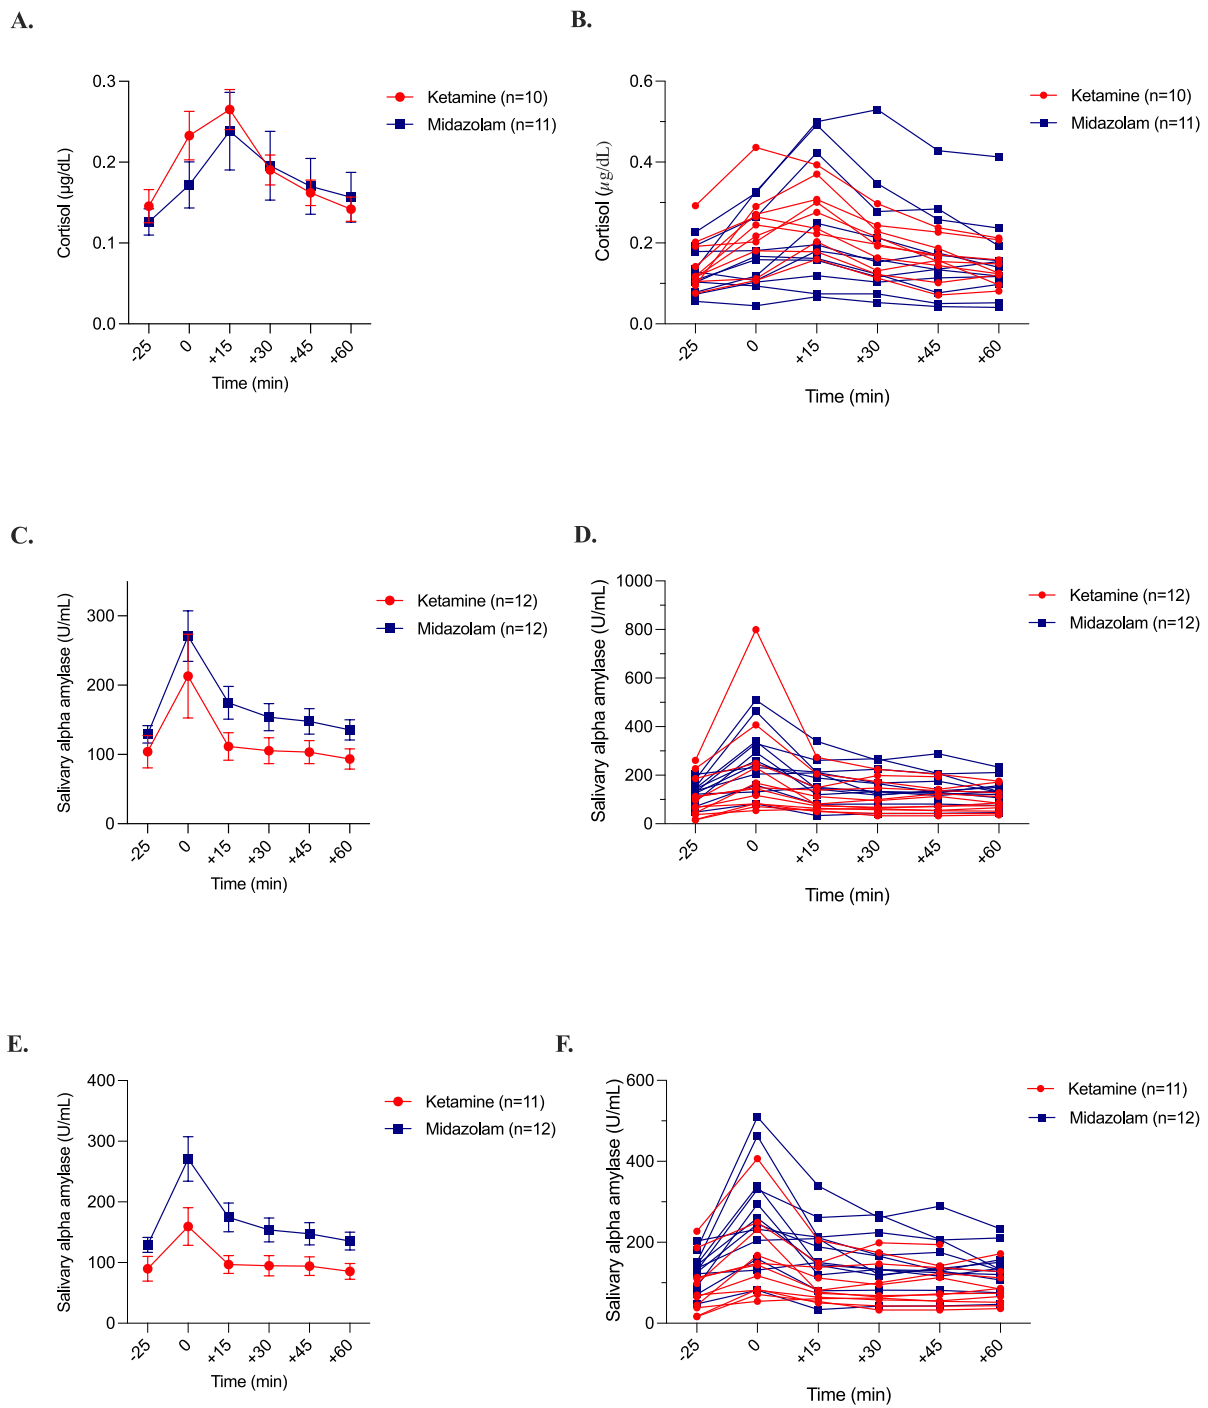 A.
0.3
0.2
0.1
0.0
Cortisol (µg/dL)
-25
0
+15
+30
+45
+60
Time (min)
Ketamine (n=10)
Midazolam (n=11)
B.
0.6
0.4
0.2
0.0
Cortisol (µg/dL)
-25
0
+15
+30
+45
+60
Time (min)
Ketamine (n=10)
Midazolam (n=11)
C.
300
200
100
0
Salivary alpha amylase (U/mL)
-25
0
+15
+30
+45
+60
Time (min)
Ketamine (n=12)
Midazolam (n=12)
D.
1000
800
600
400
200
0
Salivary alpha amylase (U/mL)
-25
0
+15
+30
+45
+60
Time (min)
Ketamine (n=12)
Midazolam (n=12)
E.
400
300
200
100
0
Salivary alpha amylase (U/mL)
-25
0
+15
+30
+45
+60
Time (min)
Ketamine (n=11)
Midazolam (n=12)
F.
600
400
200
0
Salivary alpha amylase (U/mL)
-25
0
+15
+30
+45
+60
Time (min)
Ketamine (n=11)
Midazolam (n=12)